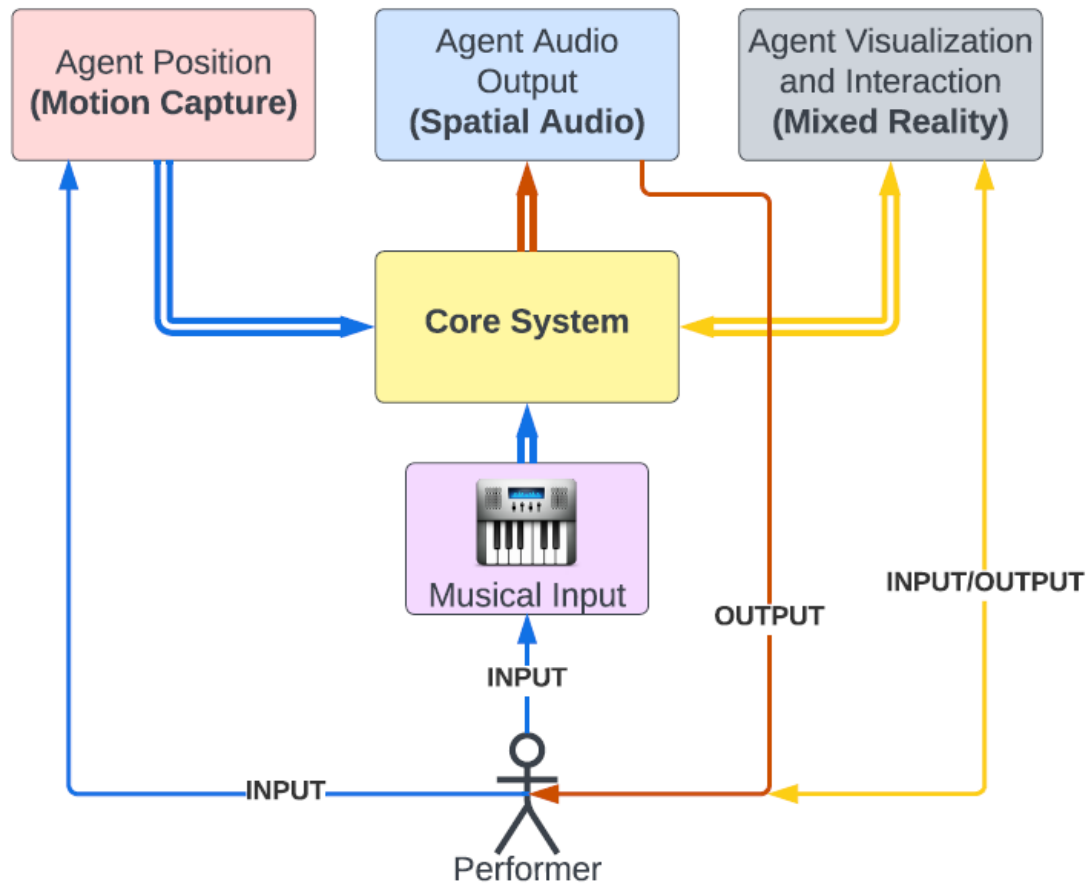 Agent Position
(Motion Capture)
Agent Audio
Output
(Spatial Audio)
Agent Visualization
and Interaction
(Mixed Reality)
Core System
Musical Input
INPUT/OUTPUT
OUTPUT
INPUT
INPUT
Performer